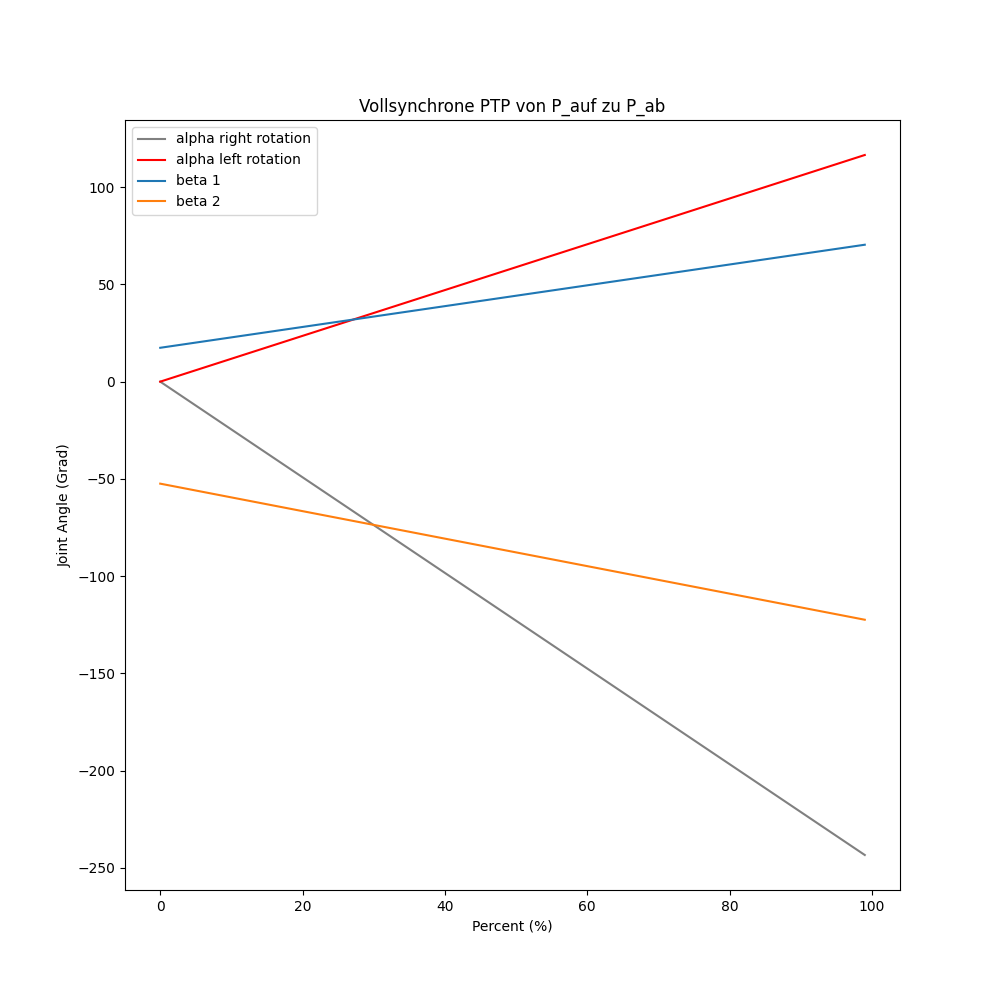 Vollsynchrone PTP von P_auf zu P_ab
alpha right rotation
alpha left rotation
beta 1
beta 2
100
50
0
−50
−100
−150
−200
−250
Joint Angle (Grad)
0 20 40 60 80 100
Percent (%)